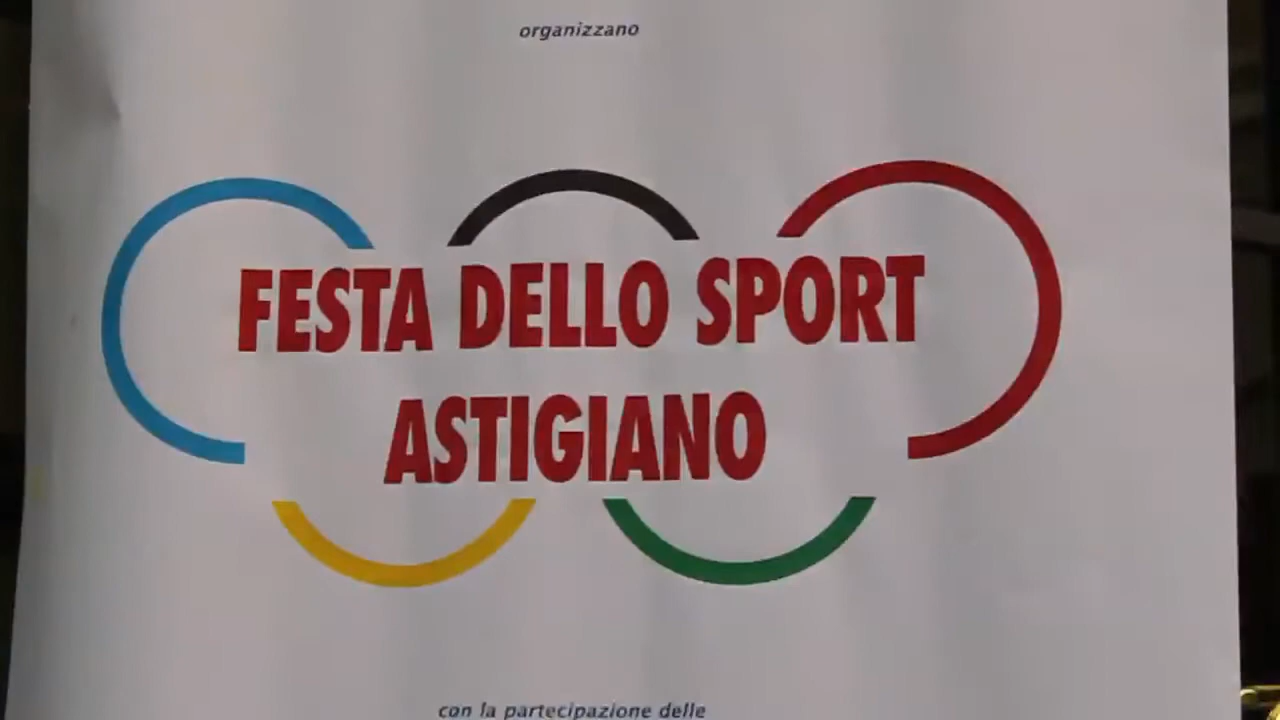 organizzano
FESTA DELLO SPORT
ASTIGIANO
con la partecipazione delle